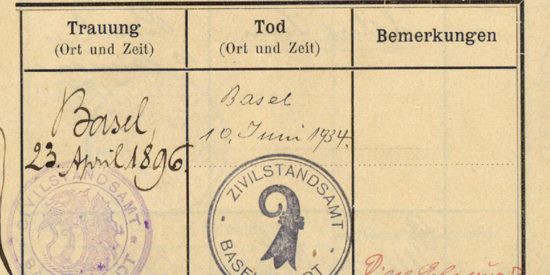 Trauung
(Ort und Zeit)
Tod
(Ort und Zeit)
Bemerkungen
Basel,
23. April 1896.
Basel
10. Juni 1934.
ZIVILSTANDSAMT
ZIVILSTANDSAMT
BASEL